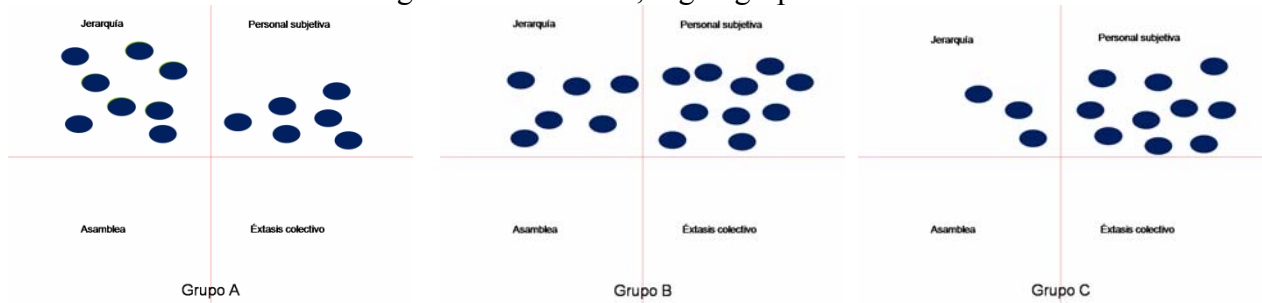 Jerarquía Personal subjetiva
Asamblea Éxtasis colectivo
Grupo A
Jerarquía Personal subjetiva
Asamblea Éxtasis colectivo
Grupo B
Jerarquía Personal subjetiva
Asamblea Éxtasis colectivo
Grupo C